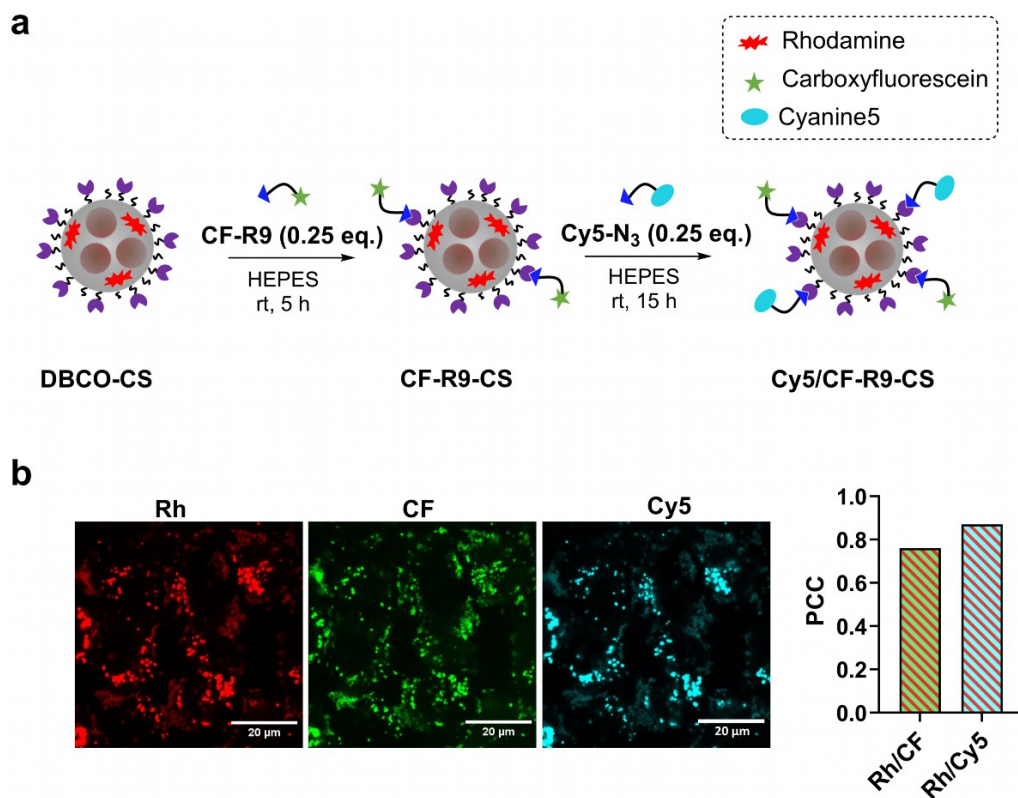 a
Rhodamine
Carboxyfluorescein
Cyanine5
CF-R9 (0.25 eq.)
HEPES
rt, 5 h
Cy5-N₃ (0.25 eq.)
HEPES
rt, 15 h
DBCO-CS
CF-R9-CS
Cy5/CF-R9-CS
b
Rh
CF
Cy5
20 µm
20 µm
20 µm
PCC
1.0
0.8
0.6
0.4
0.2
0.0
Rh/CF
Rh/Cy5